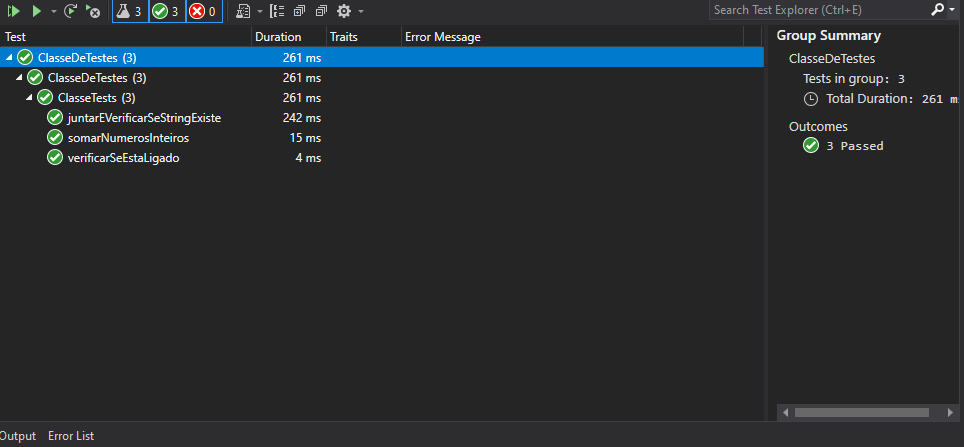 3 3 0 Search Test Explorer (Ctrl+E)
Test Duration Traits Error Message
ClasseDeTestes (3) 261 ms
ClasseDeTestes (3) 261 ms
ClasseTests (3) 261 ms
juntarEVerificarSeStringExiste 242 ms
somarNumerosInteiros 15 ms
verificarSeEstaLigado 4 ms
Group Summary
ClasseDeTestes
Tests in group: 3
Total Duration: 261 m
Outcomes
3 Passed
Output Error List